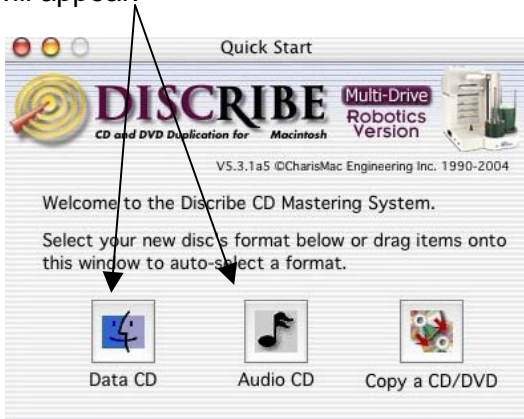 will appear.
Quick Start
DISCRIBE
CD and DVD Duplication for Macintosh
Multi-Drive
Robotics
Version
V5.3.1a5 ©CharisMac Engineering Inc. 1990-2004
Welcome to the Discribe CD Mastering System.
Select your new disc's format below or drag items onto
this window to auto-select a format.
Data CD
Audio CD
Copy a CD/DVD